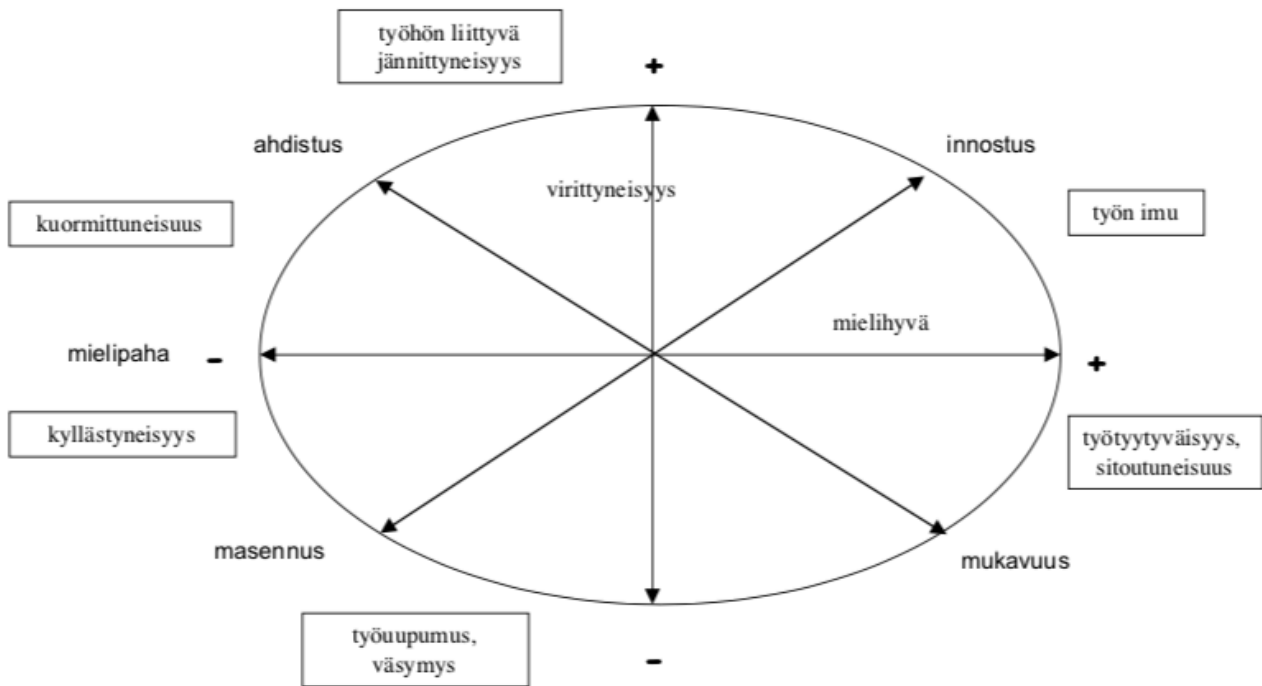 työhön liittyvä
jännittyneisyys
+
ahdistus
innostus
virittyneisyys
kuormittuneisuus
työn imu
mielihyvä
mielipaha -
+
kyllästyneisyys
työtyytyväisyys,
sitoutuneisuus
masennus
mukavuus
työuupumus,
väsymys
-